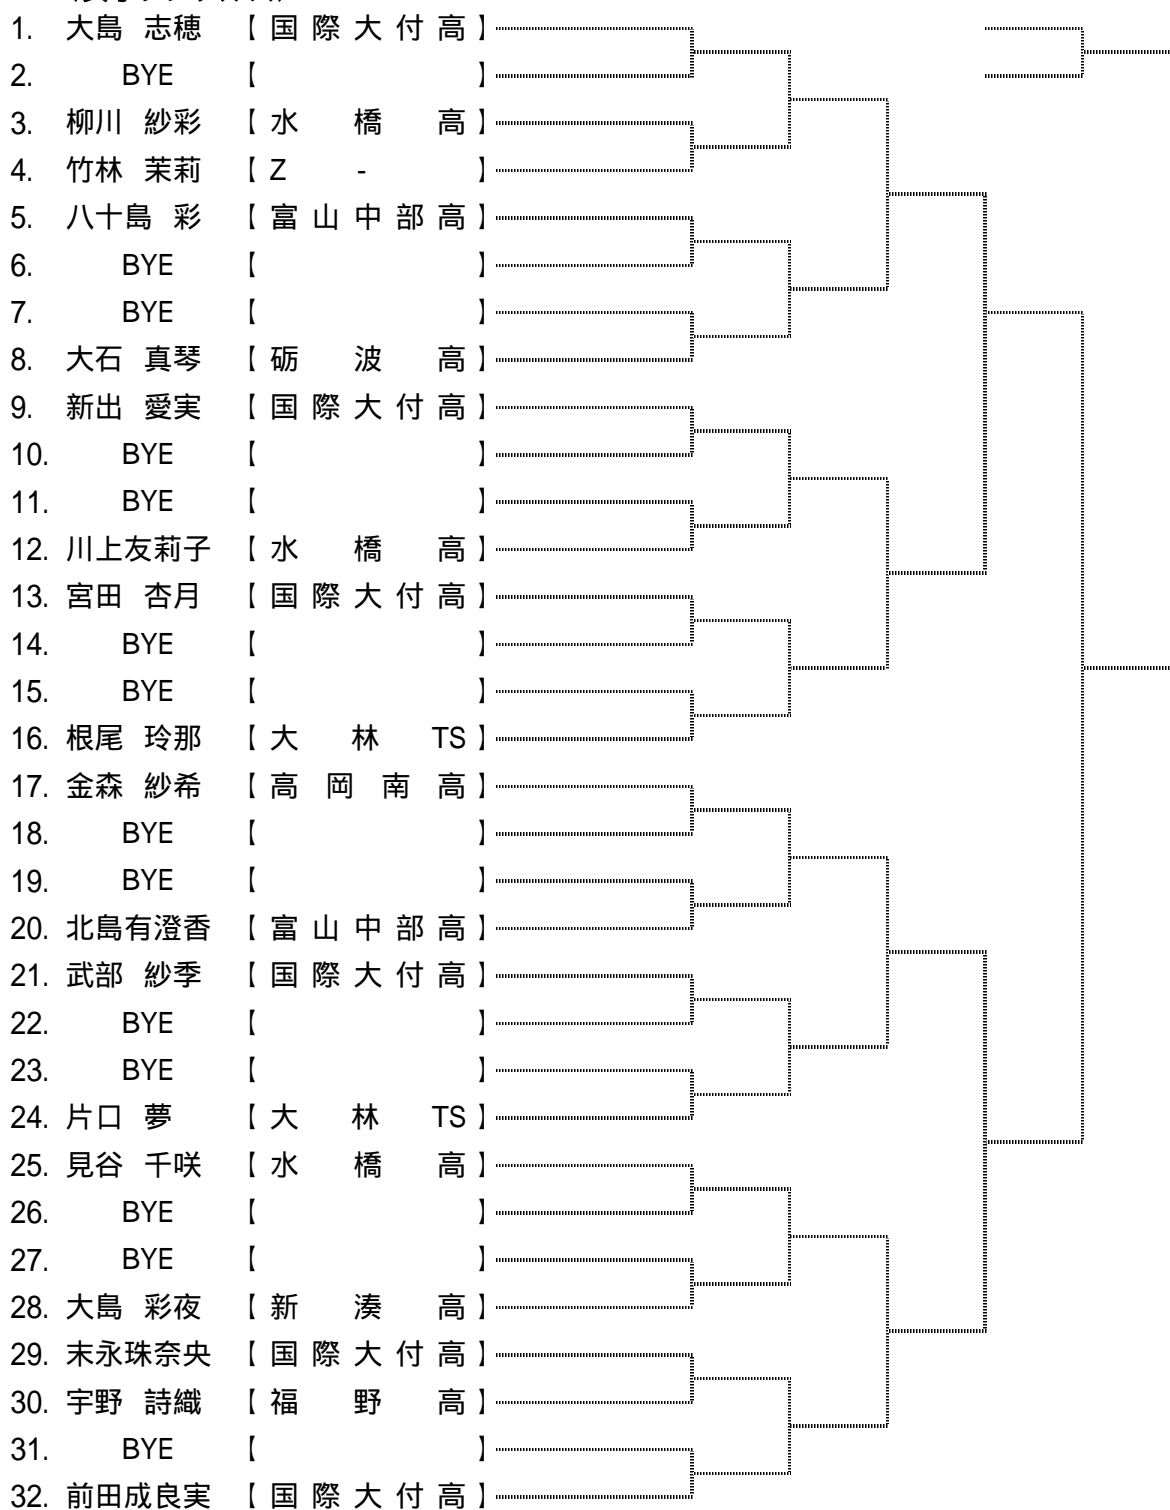 1. 大島 志穂 【国際大付高】
2. BYE 【 】
3. 柳川 紗彩 【水橋高】
4. 竹林 茉莉 【Z -】
5. 八十島 彩 【富山中部高】
6. BYE 【 】
7. BYE 【 】
8. 大石 真琴 【砺波高】
9. 新出 愛実 【国際大付高】
10. BYE 【 】
11. BYE 【 】
12. 川上友莉子 【水橋高】
13. 宮田 杏月 【国際大付高】
14. BYE 【 】
15. BYE 【 】
16. 根尾 玲那 【大林TS】
17. 金森 紗希 【高岡南高】
18. BYE 【 】
19. BYE 【 】
20. 北島有澄香 【富山中部高】
21. 武部 紗季 【国際大付高】
22. BYE 【 】
23. BYE 【 】
24. 片口 夢 【大林TS】
25. 見谷 千咲 【水橋高】
26. BYE 【 】
27. BYE 【 】
28. 大島 彩夜 【新湊高】
29. 末永珠奈央 【国際大付高】
30. 宇野 詩織 【福野高】
31. BYE 【 】
32. 前田成良実 【国際大付高】